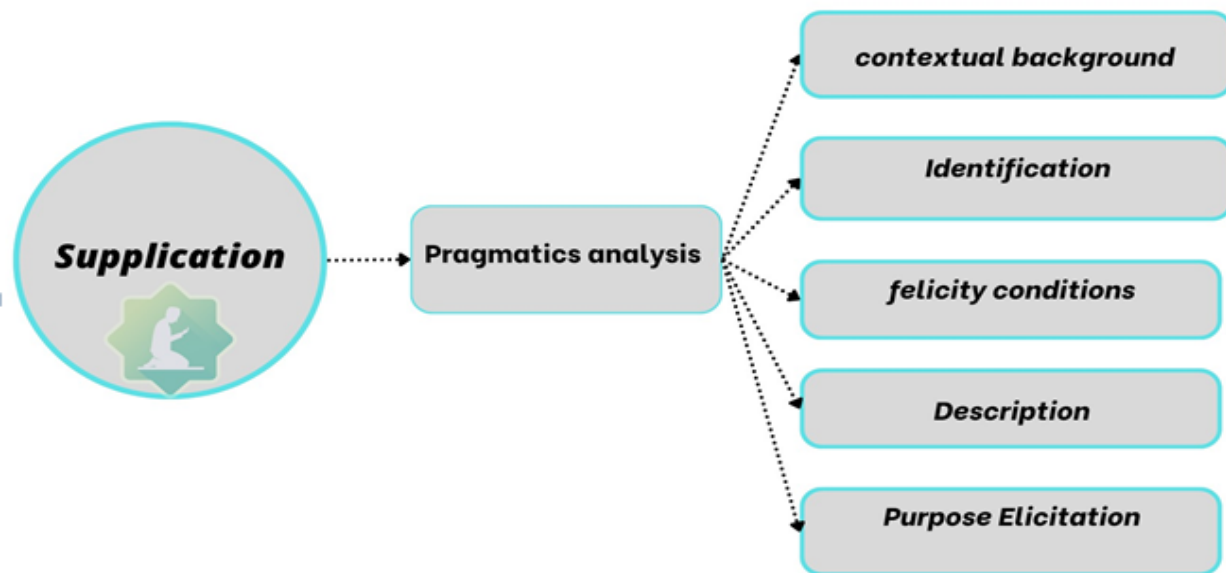 Supplication
Pragmatics analysis
contextual background
Identification
felicity conditions
Description
Purpose Elicitation